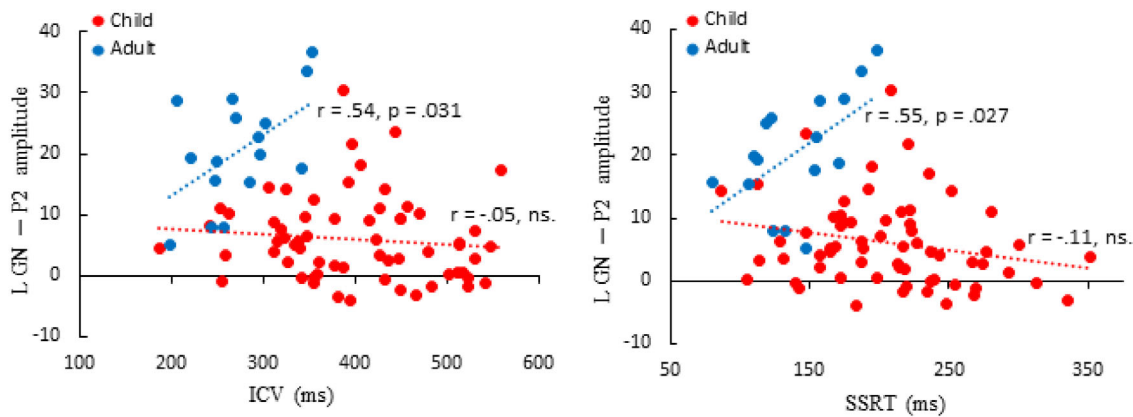 Child
Adult
40
30
20
10
0
-10
L GN – P2 amplitude
r = .54, p = .031
r = -.05, ns.
100 200 300 400 500 600
ICV (ms)
Child
Adult
40
30
20
10
0
-10
L GN – P2 amplitude
r = .55, p = .027
r = -.11, ns.
50 150 250 350
SSRT (ms)